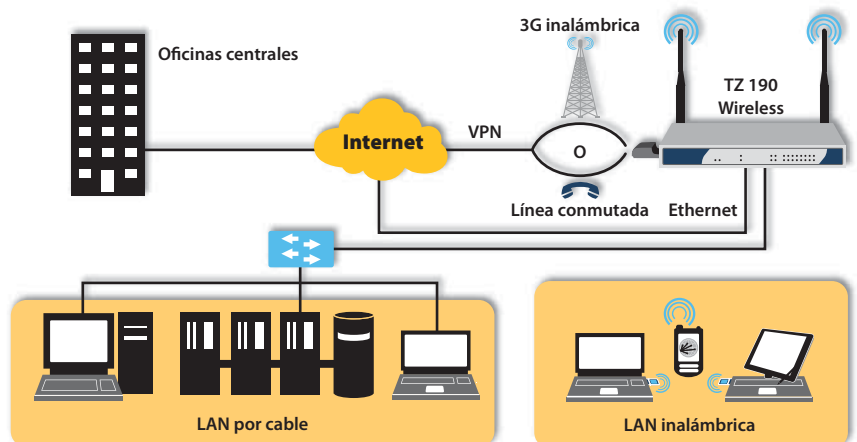 Oficinas centrales
3G inalámbrica
TZ 190
Wireless
Internet
VPN
O
Línea conmutada
Ethernet
LAN por cable
LAN inalámbrica